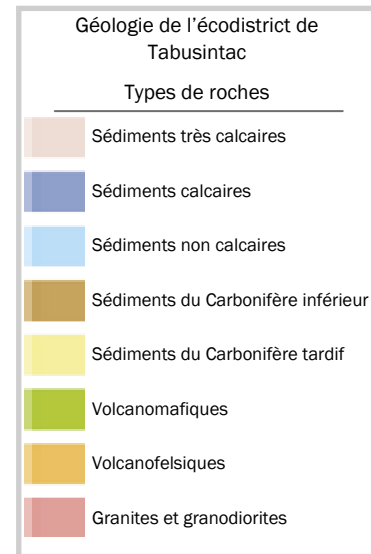 Géologie de l'écodistrict de
Tabusintac
Types de roches
Sédiments très calcaires
Sédiments calcaires
Sédiments non calcaires
Sédiments du Carbonifère inférieur
Sédiments du Carbonifère tardif
Volcanomafiques
Volcanofelsiques
Granites et granodiorites